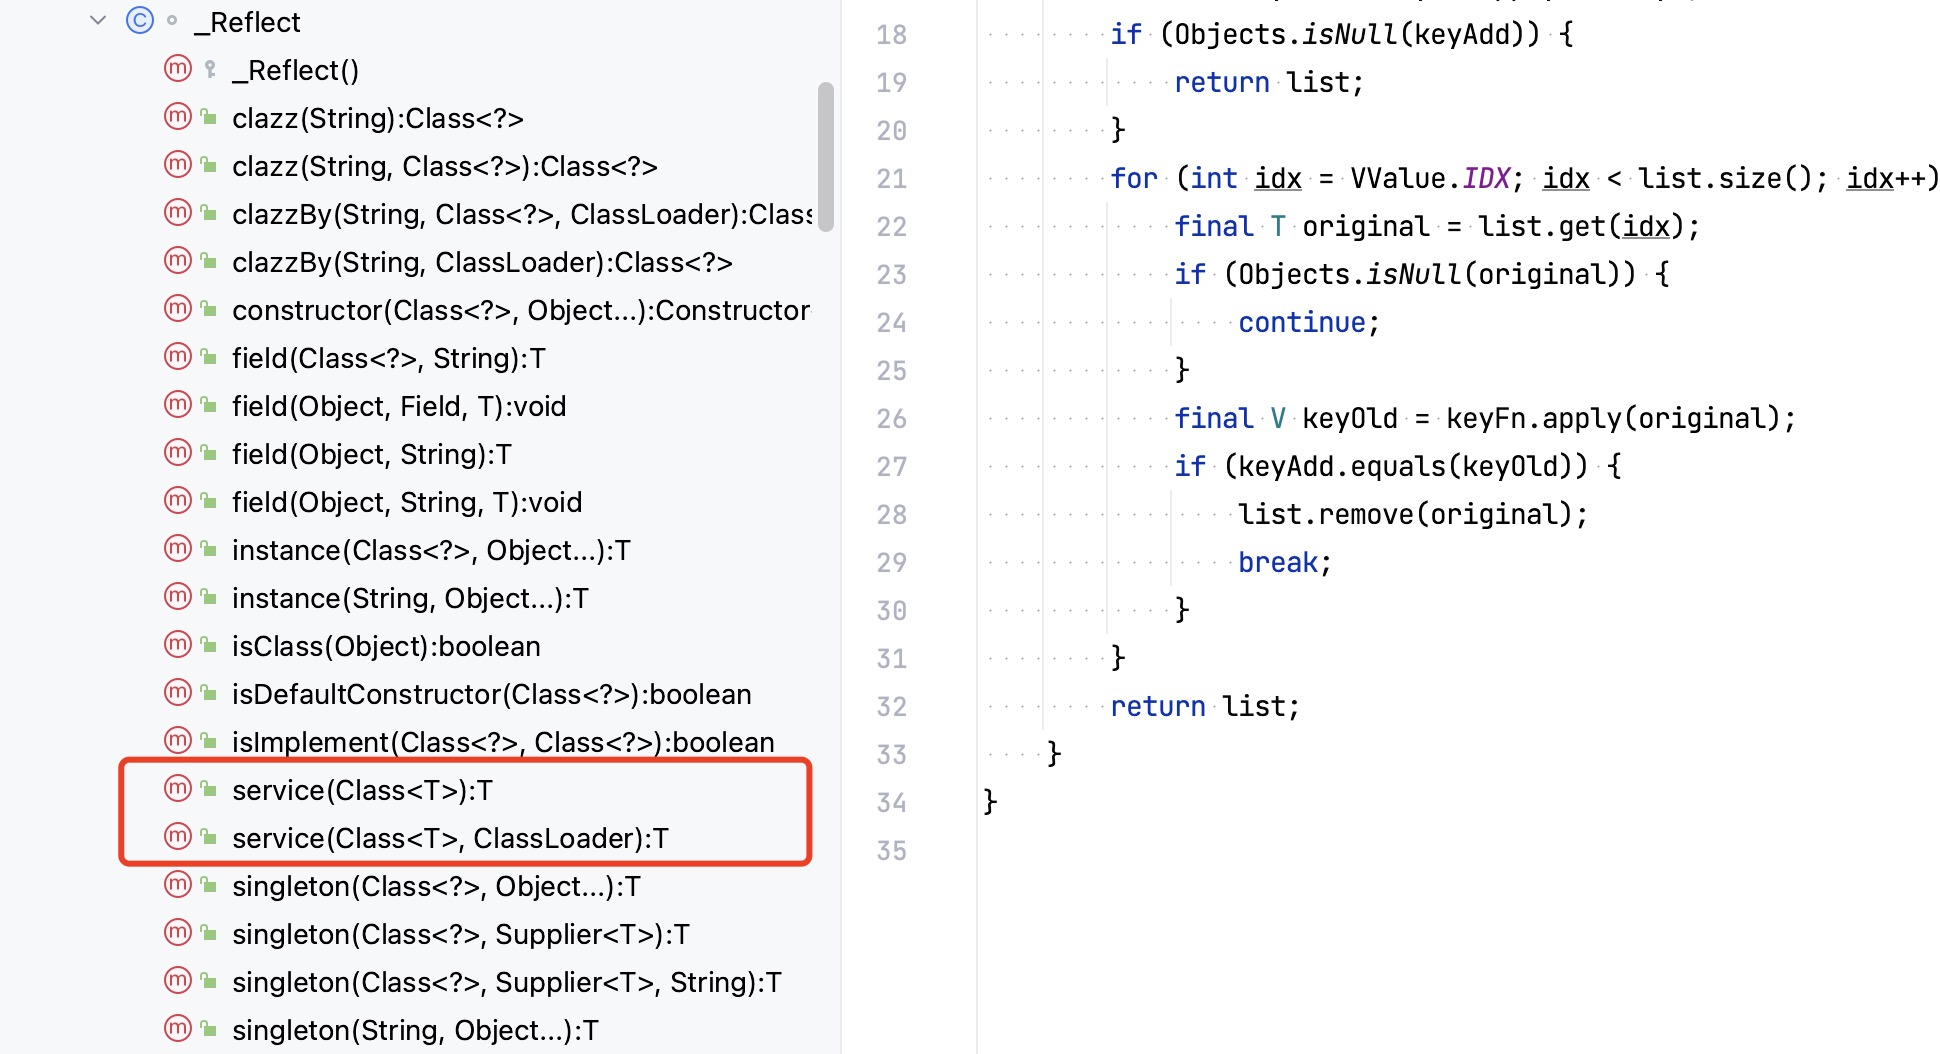 _Reflect
_Reflect()
clazz(String):Class<?>
clazz(String, Class<?>):Class<?>
clazzBy(String, Class<?>, ClassLoader):Class
clazzBy(String, ClassLoader):Class<?>
constructor(Class<?>, Object...):Constructor
field(Class<?>, String):T
field(Object, Field, T):void
field(Object, String):T
field(Object, String, T):void
instance(Class<?>, Object...):T
instance(String, Object...):T
isClass(Object):boolean
isDefaultConstructor(Class<?>):boolean
isImplement(Class<?>, Class<?>):boolean
service(Class<T>):T
service(Class<T>, ClassLoader):T
singleton(Class<?>, Object...):T
singleton(Class<?>, Supplier<T>):T
singleton(Class<?>, Supplier<T>, String):T
singleton(String, Object...):T
18 if (Objects.isNull(keyAdd)) {
19 return list;
20 }
21 for (int idx = VValue.IDX; idx < list.size(); idx++)
22 final T original = list.get(idx);
23 if (Objects.isNull(original)) {
24 continue;
25 }
26 final V keyOld = keyFn.apply(original);
27 if (keyAdd.equals(keyOld)) {
28 list.remove(original);
29 break;
30 }
31 }
32 return list;
33 }
34 }
35